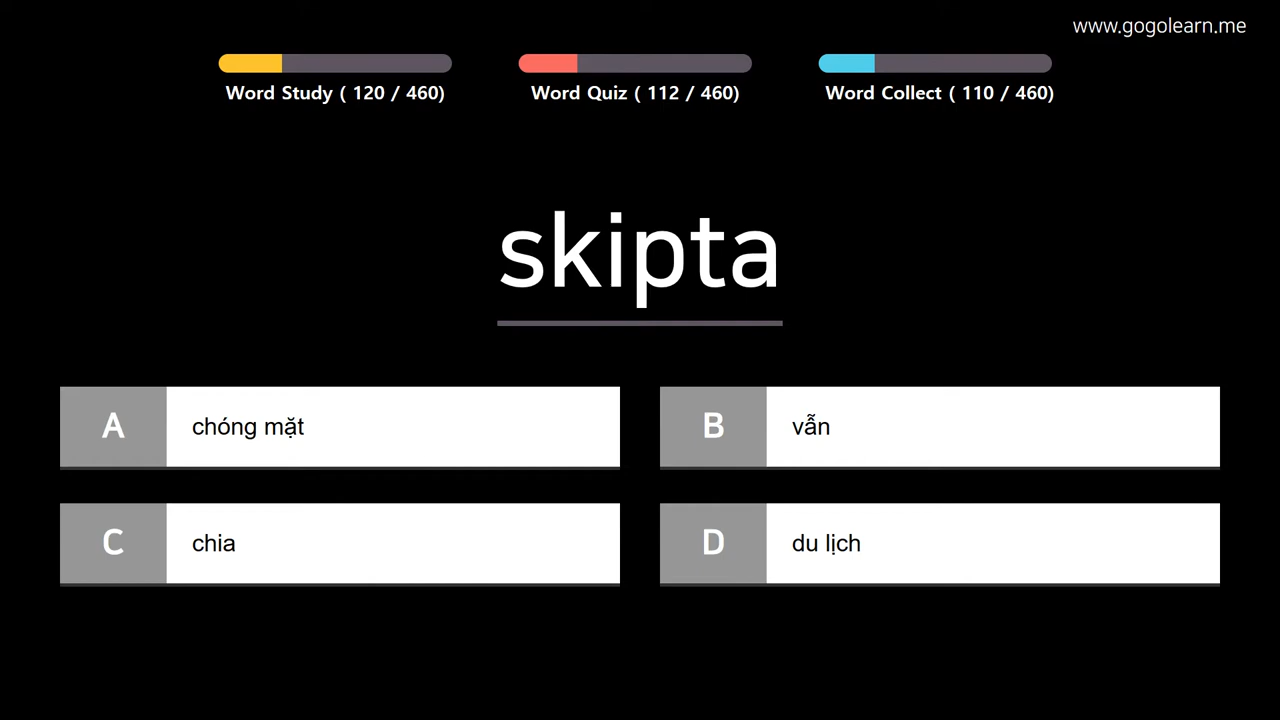 www.gogolearn.me
Word Study ( 120 / 460)
Word Quiz ( 112 / 460)
Word Collect ( 110 / 460)
skipta
A chóng mặt
B vẫn
C chia
D du lịch